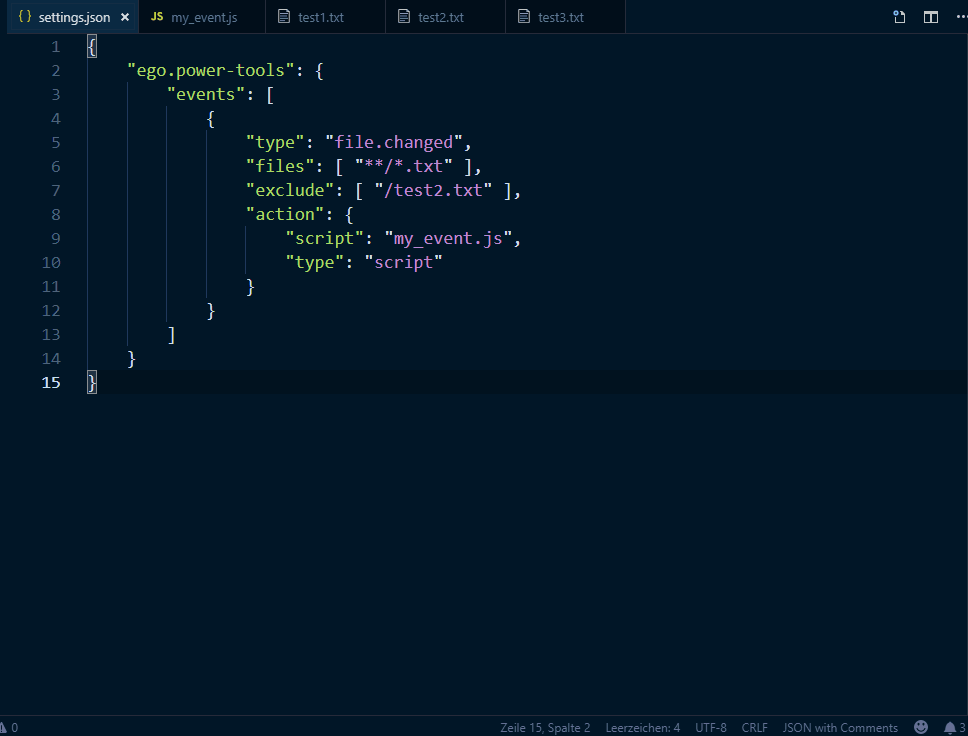 { } settings.json × JS my_event.js test1.txt test2.txt test3.txt
1 {
2 "ego.power-tools": {
3 "events": [
4 {
5 "type": "file.changed",
6 "files": [ "**/*.txt" ],
7 "exclude": [ "/test2.txt" ],
8 "action": {
9 "script": "my_event.js",
10 "type": "script"
11 }
12 }
13 ]
14 }
15 }
0 Zeile 15, Spalte 2 Leerzeichen: 4 UTF-8 CRLF JSON with Comments 3